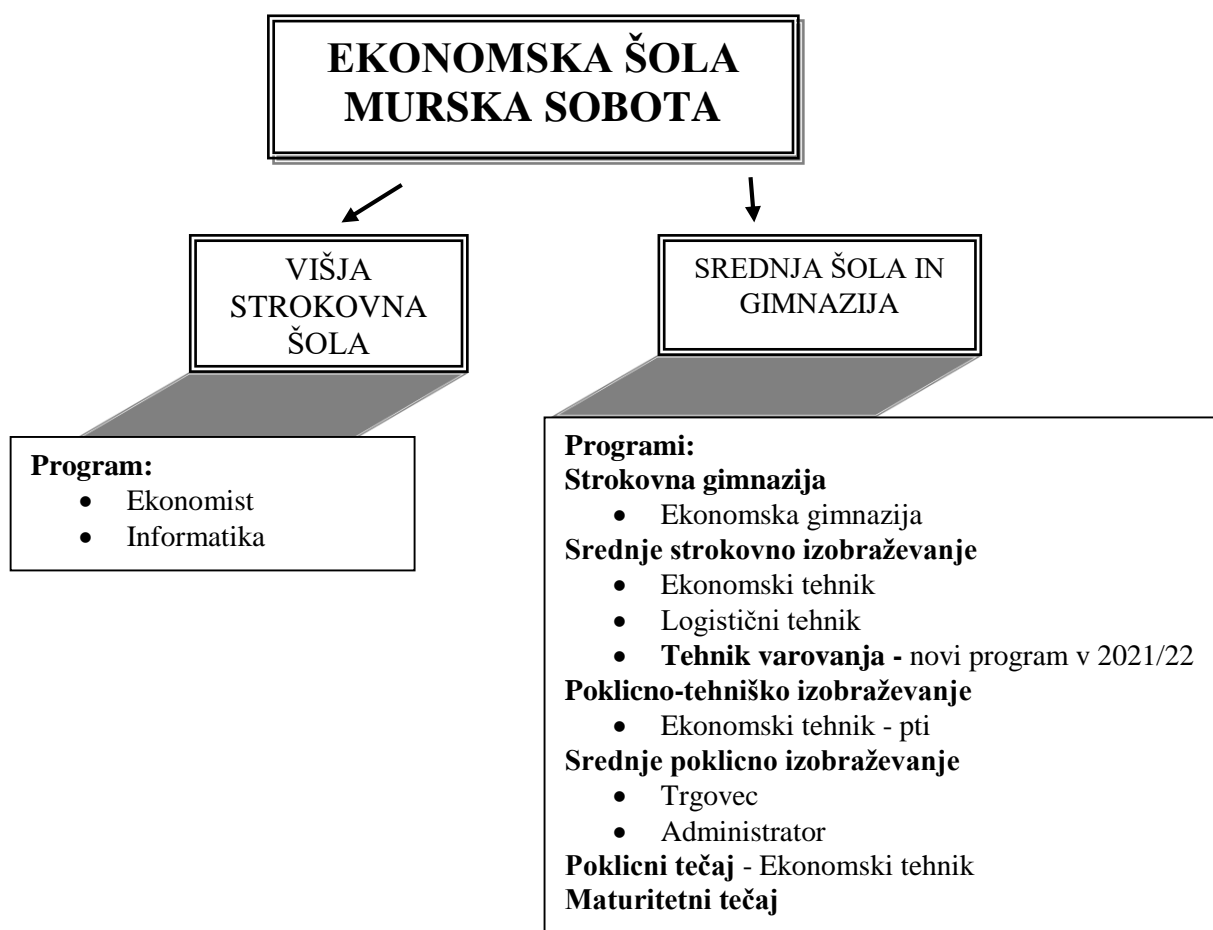 EKONOMSKA ŠOLA
MURSKA SOBOTA
VIŠJA
STROKOVNA
ŠOLA
SREDNJA ŠOLA IN
GIMNAZIJA
Program:
• Ekonomist
• Informatika
Programi:
Strokovna gimnazija
• Ekonomska gimnazija
Srednje strokovno izobraževanje
• Ekonomski tehnik
• Logistični tehnik
• Tehnik varovanja - novi program v 2021/22
Poklicno-tehniško izobraževanje
• Ekonomski tehnik - pti
Srednje poklicno izobraževanje
• Trgovec
• Administrator
Poklicni tečaj - Ekonomski tehnik
Maturitetni tečaj